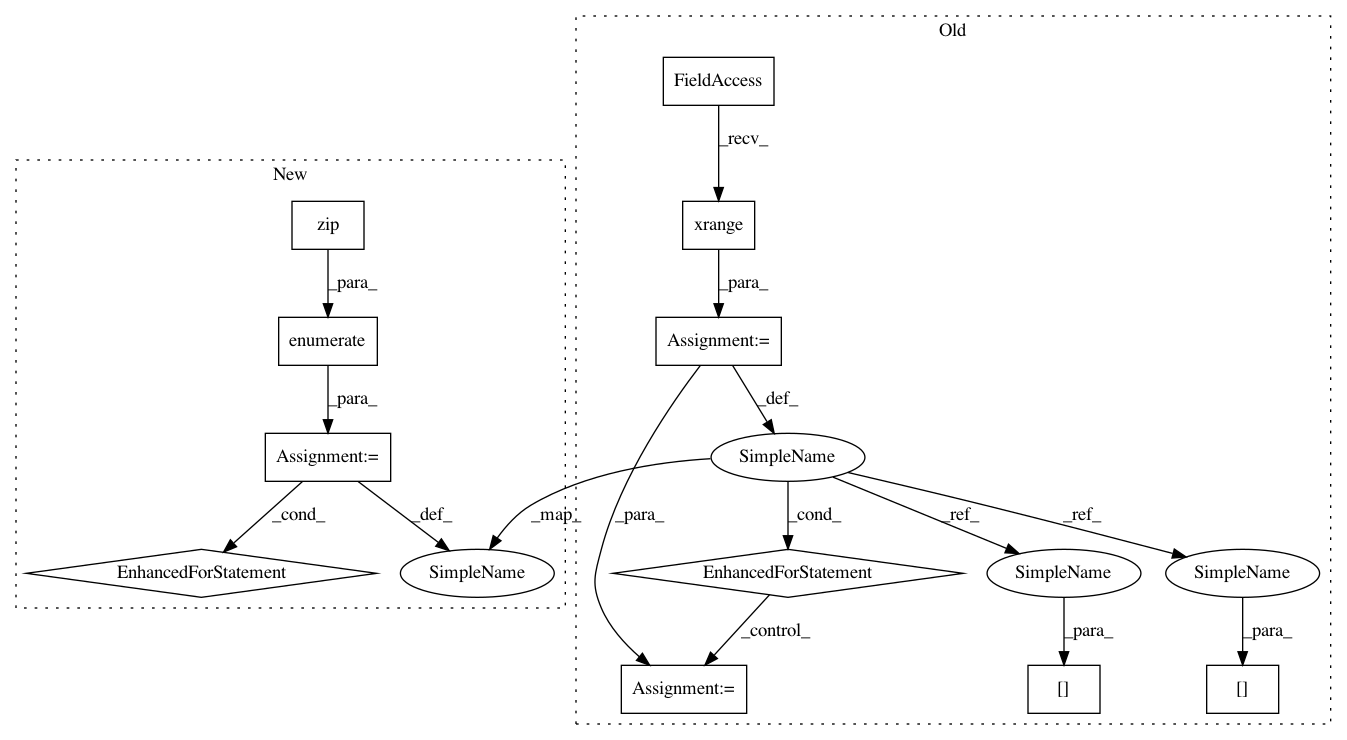 Old
FieldAccess
_recv_
New
zip
xrange
_para_
_para_
enumerate
Assignment:=
_para_
_def_
Assignment:=
SimpleName
_cond_
_def_
_map_
_para_
_cond_
_ref_
_ref_
EnhancedForStatement
SimpleName
EnhancedForStatement
SimpleName
SimpleName
_control_
_para_
_para_
Assignment:=
[]
[]